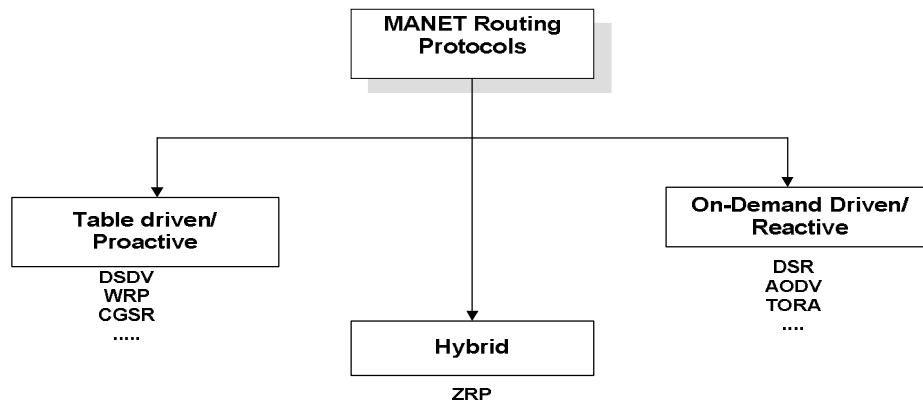 MANET Routing
Protocols
Table driven/
Proactive
DSDV
WRP
CGSR
.....
Hybrid
ZRP
On-Demand Driven/
Reactive
DSR
AODV
TORA
....